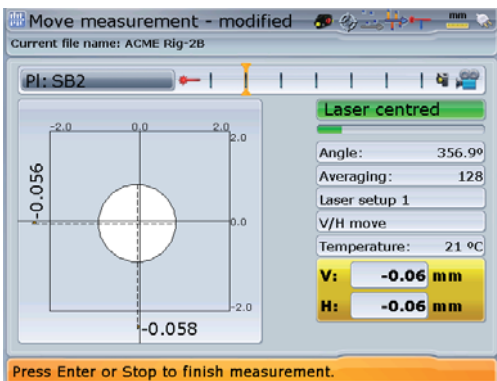 Move measurement - modified
mm
Current file name: ACME Rig-2B
Pl: SB2
Laser centred
-2.0 0.0 2.0
2.0
0.0
-2.0
-0.056
-0.058
Angle: 356.9º
Averaging: 128
Laser setup 1
V/H move
Temperature: 21 ºC
V: -0.06 mm
H: -0.06 mm
Press Enter or Stop to finish measurement.